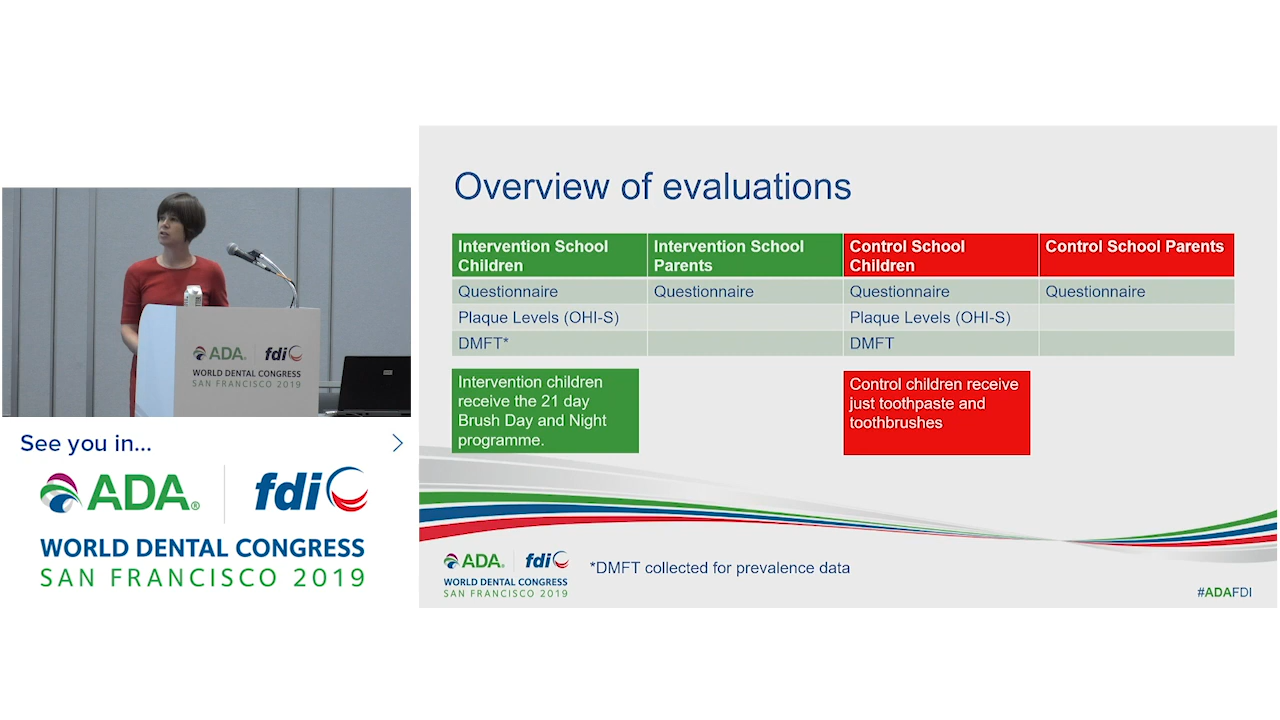 ADA. fdi
WORLD DENTAL CONGRESS
SAN FRANCISCO 2019
See you in...
ADA® fdi
WORLD DENTAL CONGRESS
SAN FRANCISCO 2019
Overview of evaluations
Intervention School Children
Intervention School Parents
Control School Children
Control School Parents
Questionnaire Questionnaire Questionnaire Questionnaire
Plaque Levels (OHI-S) Plaque Levels (OHI-S)
DMFT* DMFT
Intervention children
receive the 21 day
Brush Day and Night
programme.
Control children receive
just toothpaste and
toothbrushes
ADA. fdi
WORLD DENTAL CONGRESS
SAN FRANCISCO 2019
*DMFT collected for prevalence data
#ADAFDI